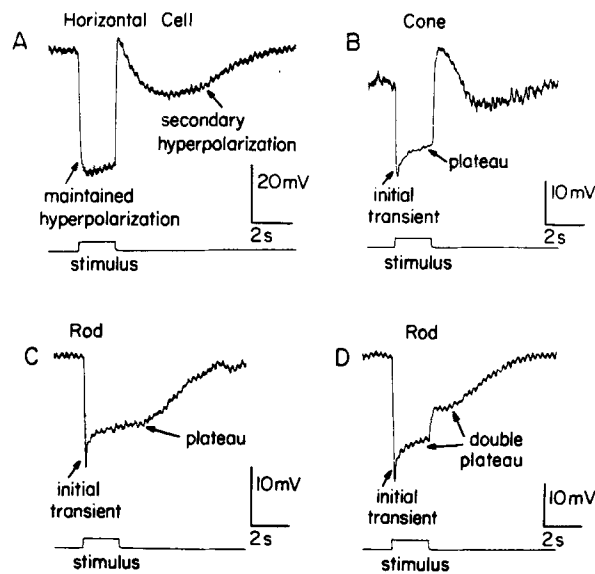 A
Horizontal Cell
secondary
hyperpolarization
maintained
hyperpolarization
20mV
2s
stimulus
B
Cone
plateau
initial
transient
10mV
2s
stimulus
C
Rod
plateau
initial
transient
10mV
2s
stimulus
D
Rod
double
plateau
initial
transient
10mV
2s
stimulus